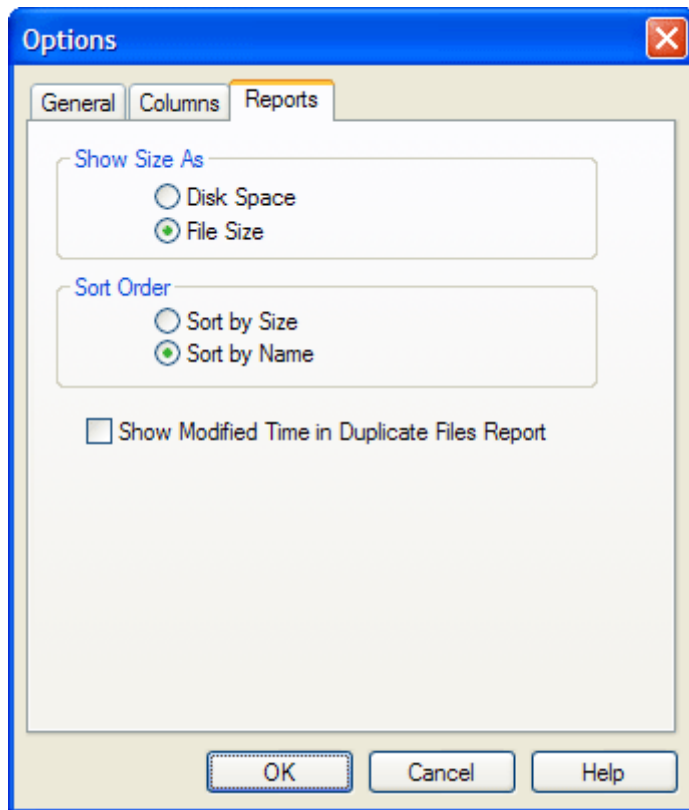 Options
General Columns Reports
Show Size As
Disk Space
File Size
Sort Order
Sort by Size
Sort by Name
Show Modified Time in Duplicate Files Report
OK Cancel Help